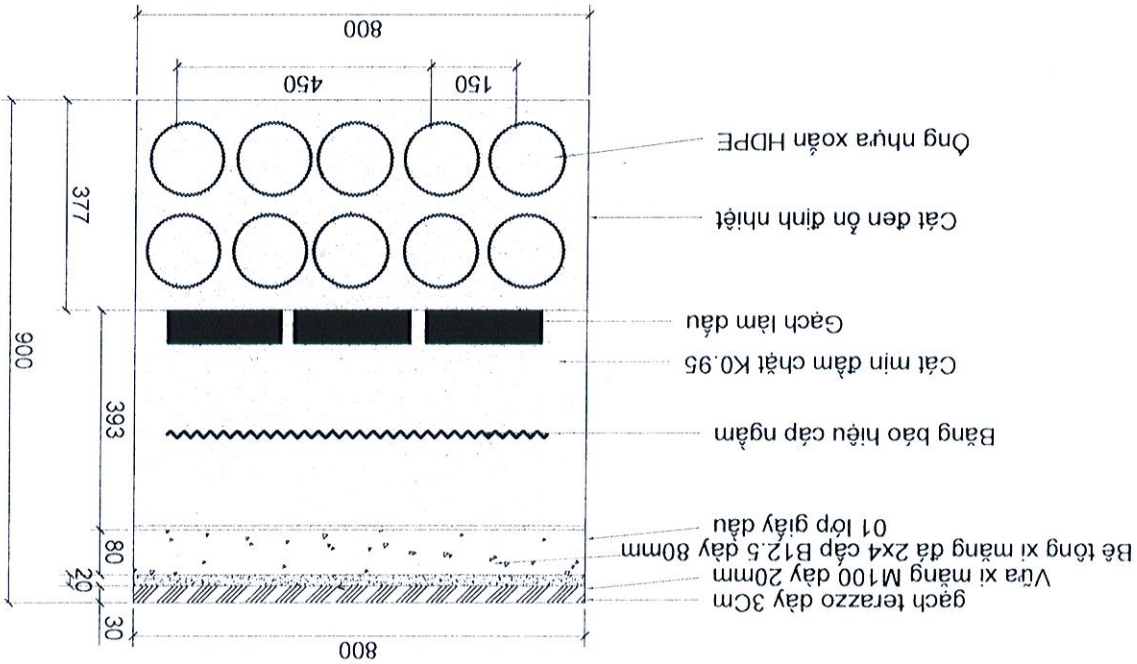 800
gạch terazzo dày 3Cm
Vữa xi măng M100 dày 20mm
Bê tông xi măng đá 2x4 cấp B12.5 dày 80mm
01 lớp giấy dầu
Băng báo hiệu cáp ngầm
Cát mịn đầm chặt K0.95
Gạch làm dấu
Cát đen ổn định nhiệt
Ống nhựa xoắn HDPE
30
20
80
393
377
900
150
450
800